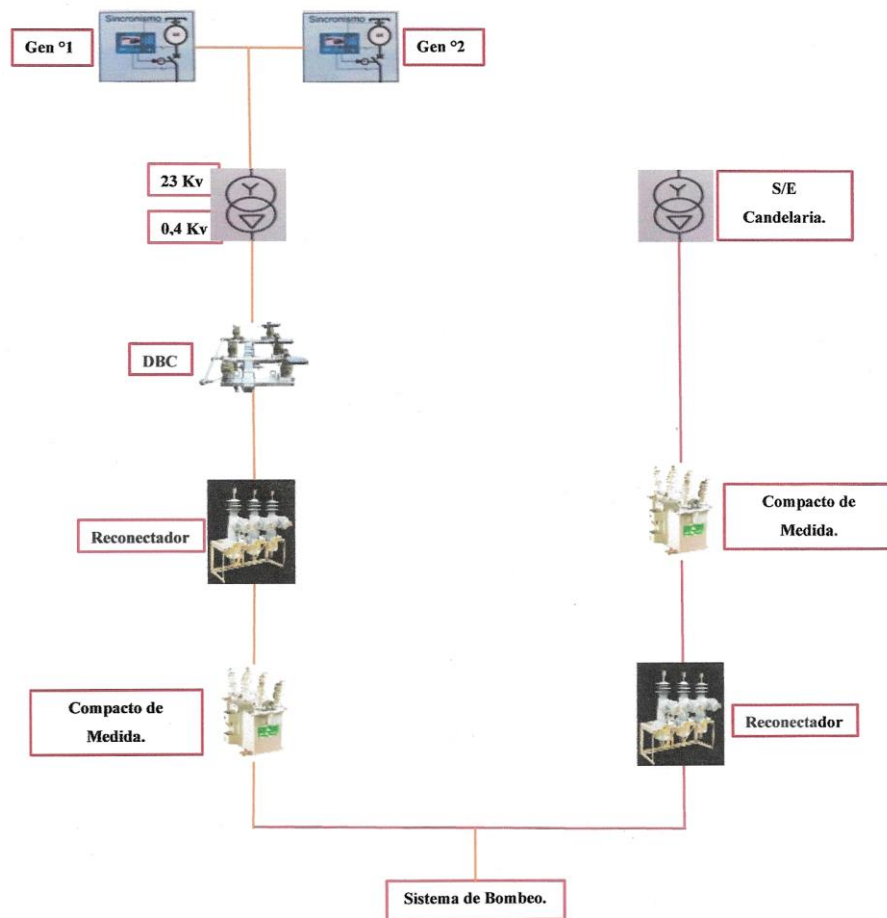 Sincronismo
Sincronismo
Gen °1
Gen °2
23 Kv
0,4 Kv
S/E
Candelaria.
DBC
Compacto de
Medida.
Reconectador
Compacto de
Medida.
Reconectador
Sistema de Bombeo.